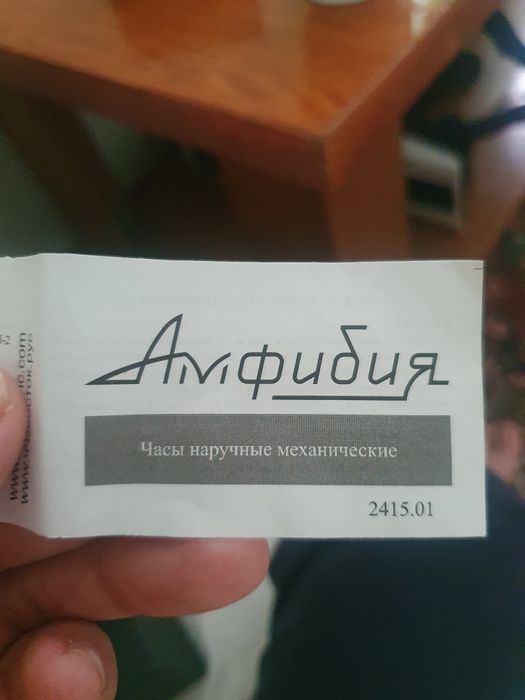 Амфибия
Часы наручные механические
2415.01